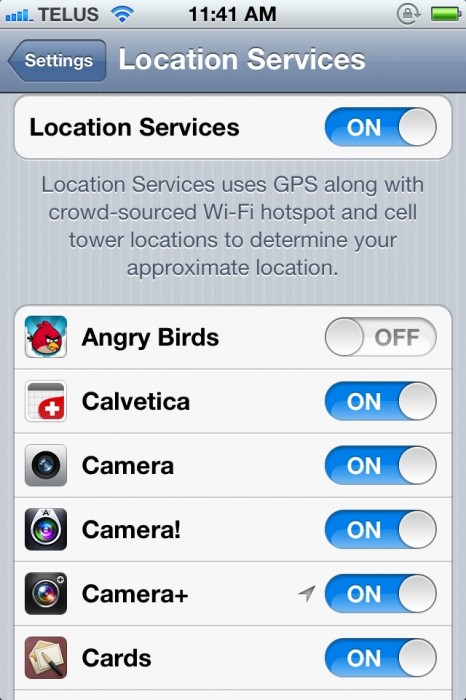 TELUS 11:41 AM
Settings Location Services
Location Services ON
Location Services uses GPS along with
crowd-sourced Wi-Fi hotspot and cell
tower locations to determine your
approximate location.
Angry Birds OFF
Calvetica ON
Camera ON
Camera! ON
Camera+ ON
Cards ON